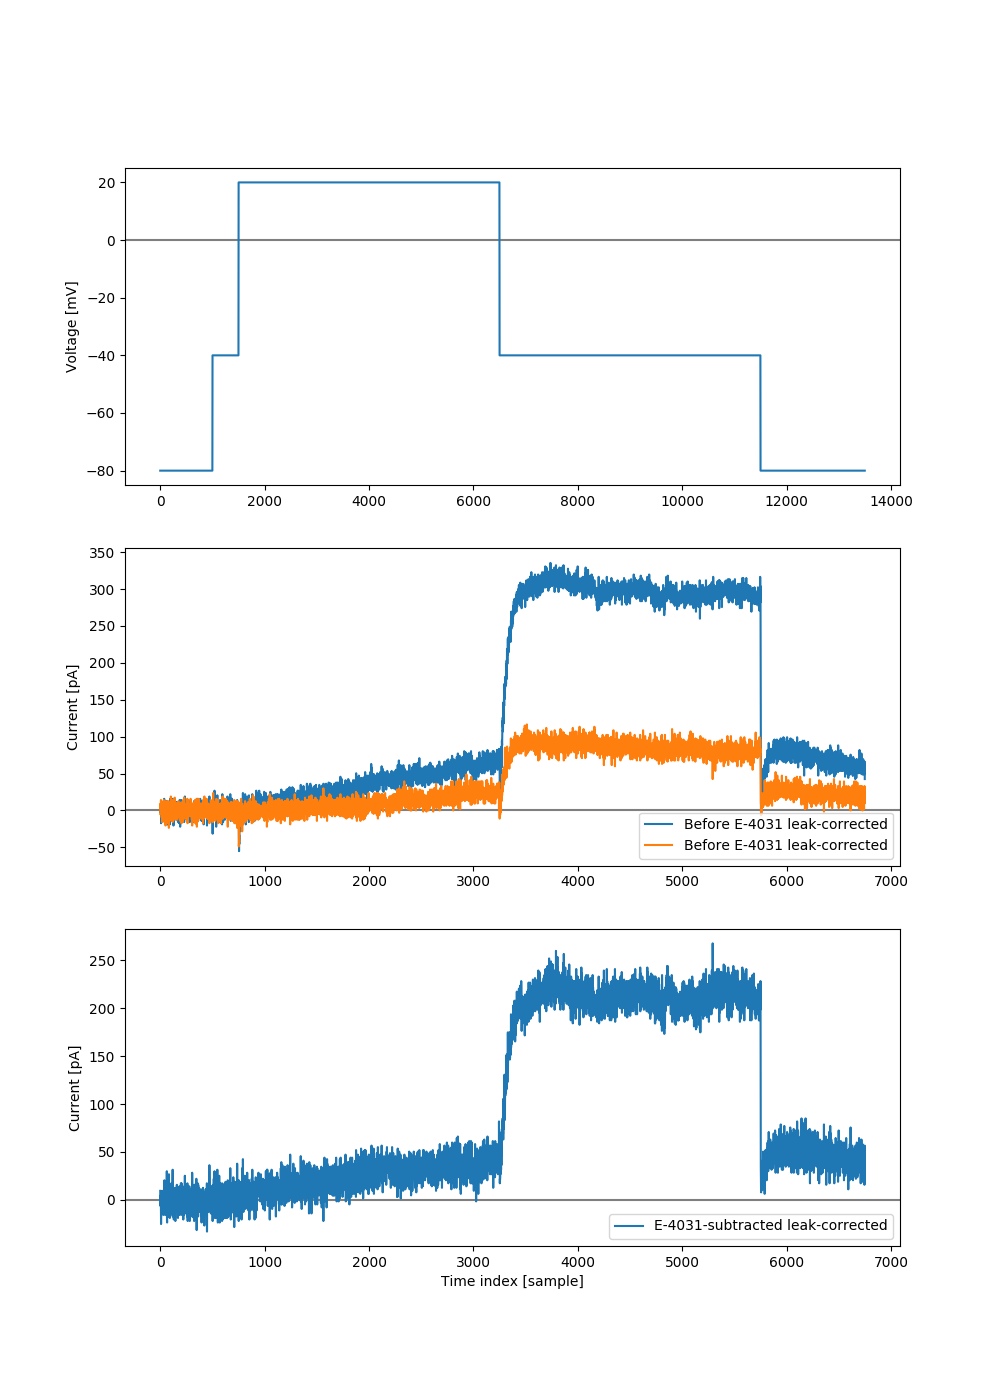 20
0
−20
−40
−60
−80
Voltage [mV]
0 2000 4000 6000 8000 10000 12000 14000
350
300
250
200
150
100
50
0
−50
Current [pA]
Before E-4031 leak-corrected
Before E-4031 leak-corrected
0 1000 2000 3000 4000 5000 6000 7000
250
200
150
100
50
0
Current [pA]
E-4031-subtracted leak-corrected
0 1000 2000 3000 4000 5000 6000 7000
Time index [sample]